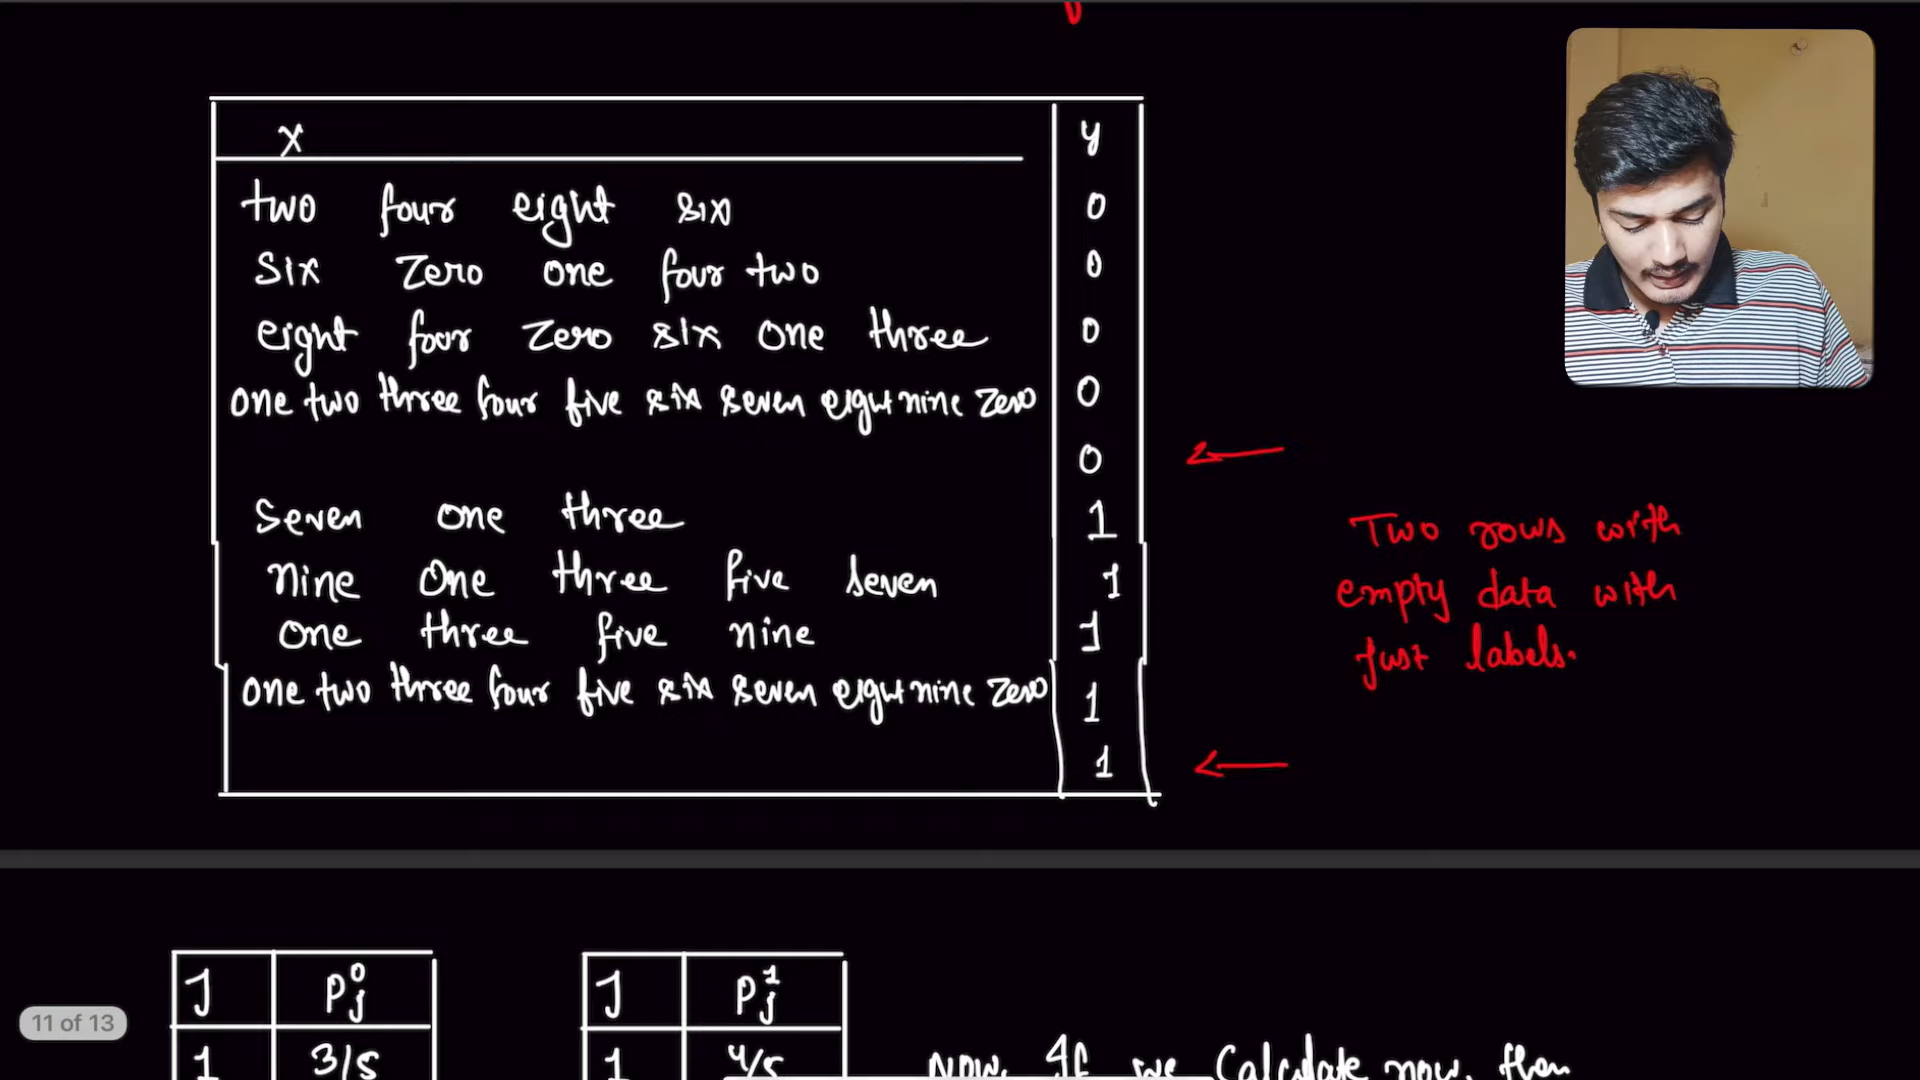 x y
two four eight six 0
six zero one four two 0
eight four zero six one three 0
one two three four five six seven eight nine zero 0
0
seven one three 1
nine one three five seven 1
one three five nine 1
one two three four five six seven eight nine zero 1
1
Two rows with
empty data with
just labels.
J P_j^0
1 3/5
J P_j^1
1 4/5
Now, If we calculate now, then
11 of 13